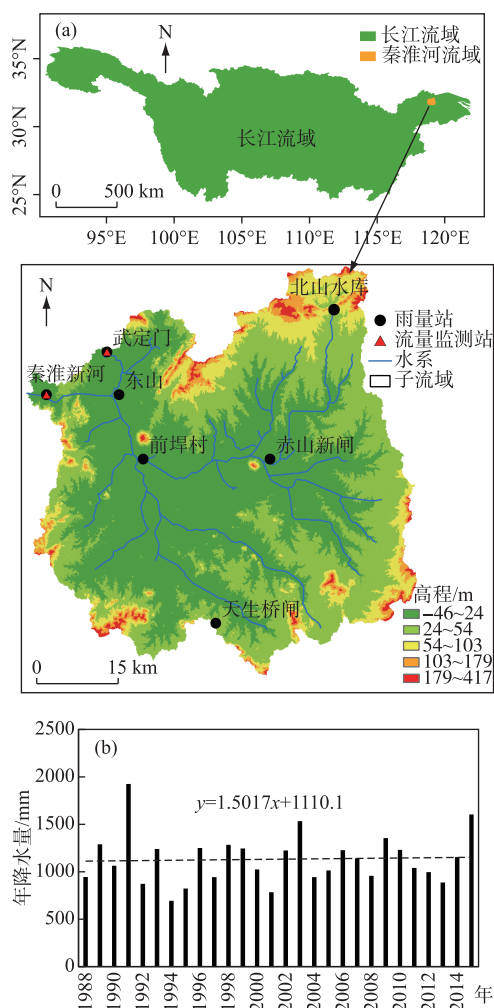 (a)
N
长江流域
秦淮河流域
35°N
30°N
25°N
长江流域
0 500 km
95°E 100°E 105°E 110°E 115°E 120°E
N
北山水库
雨量站
流量监测站
水系
子流域
武定门
秦淮新河
东山
前垾村
赤山新闸
天生桥闸
高程/m
−46~24
24~54
54~103
103~179
179~417
0 15 km
(b)
y=1.5017x+1110.1
年降水量/mm
2500
2000
1500
1000
500
0
1988 1990 1992 1994 1996 1998 2000 2002 2004 2006 2008 2010 2012 2014 年